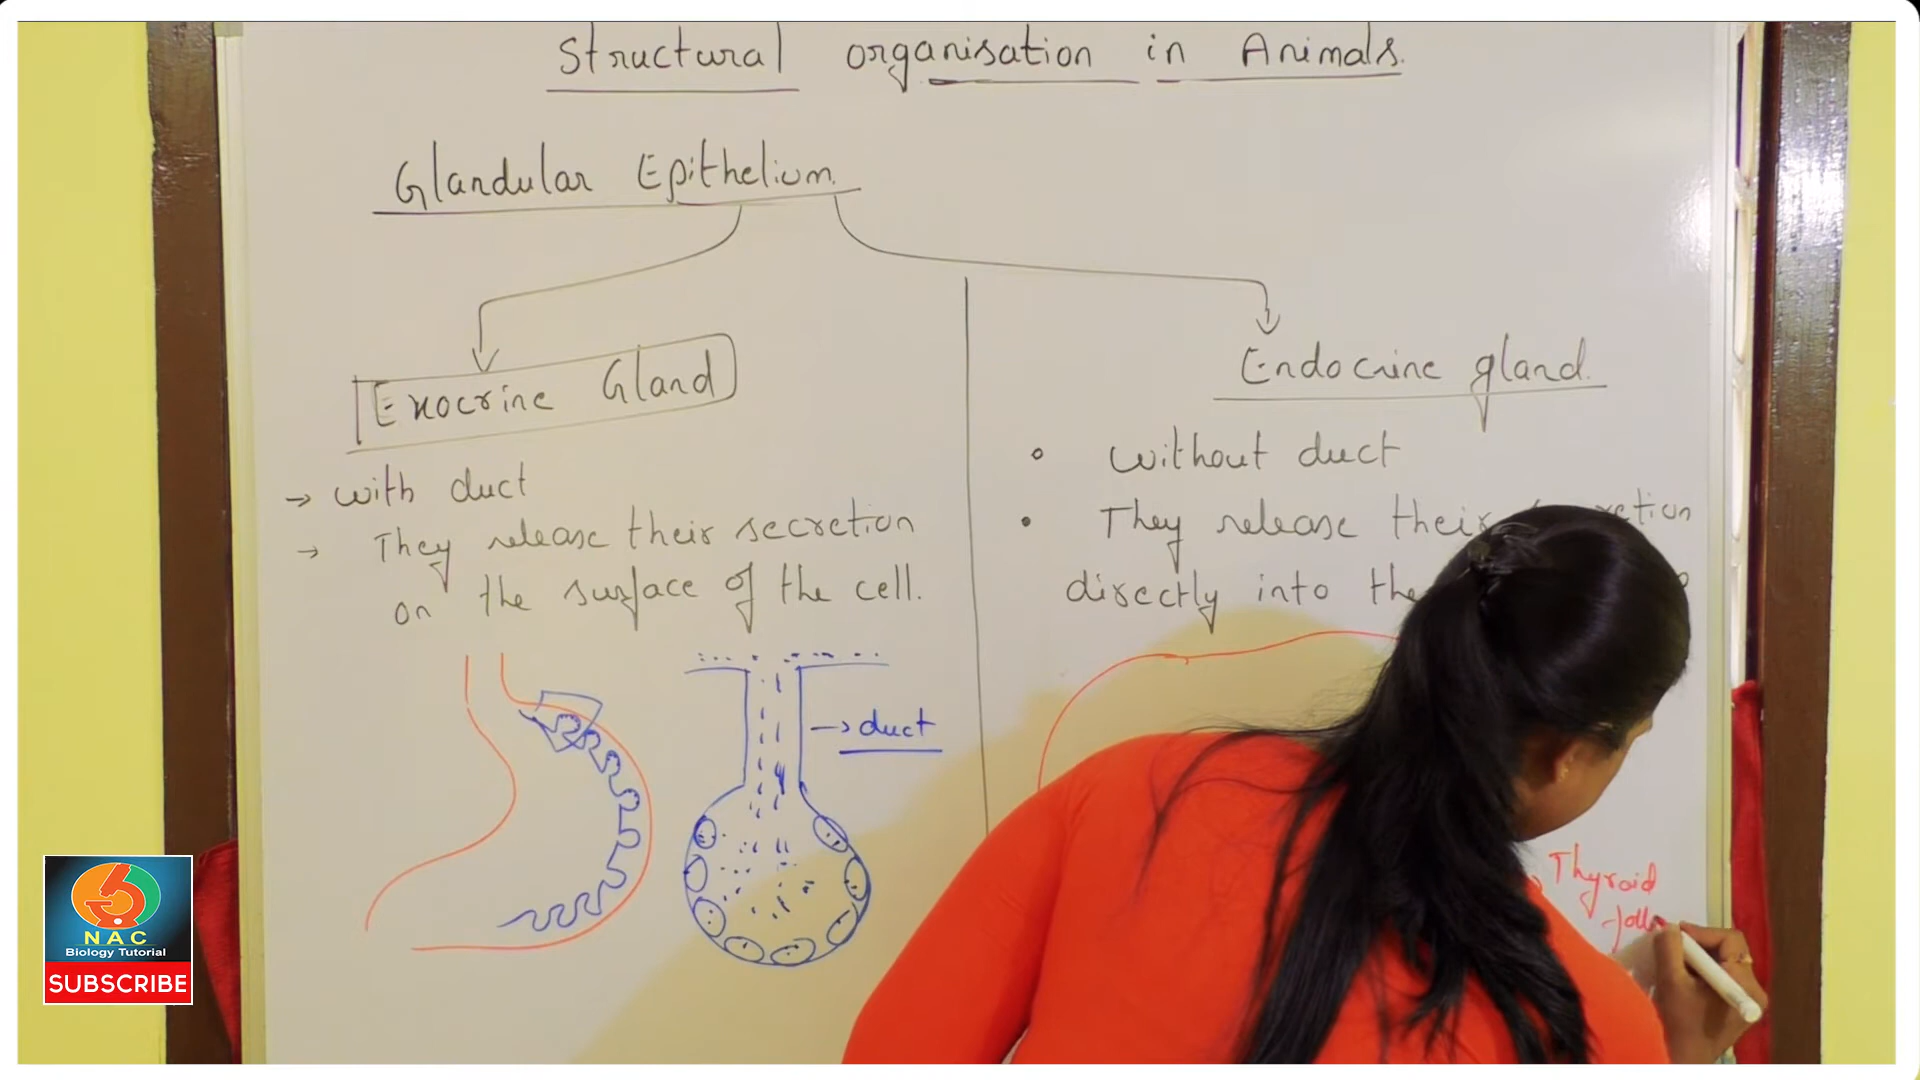 Structural organisation in Animals.
Glandular Epithelium.
Exocrine Gland
→ with duct
→ They release their secretion
on the surface of the cell.
→ duct
Endocrine gland.
• without duct
• They release their
directly into the
Thyroid
NAC
Biology Tutorial
SUBSCRIBE